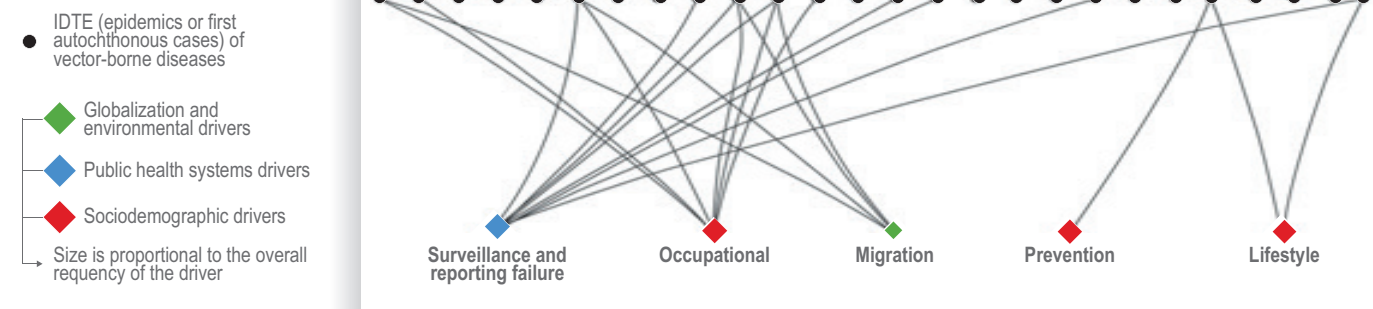 IDTE (epidemics or first
autochthonous cases) of
vector-borne diseases
Globalization and
environmental drivers
Public health systems drivers
Sociodemographic drivers
Size is proportional to the overall
requency of the driver
Surveillance and
reporting failure
Occupational
Migration
Prevention
Lifestyle